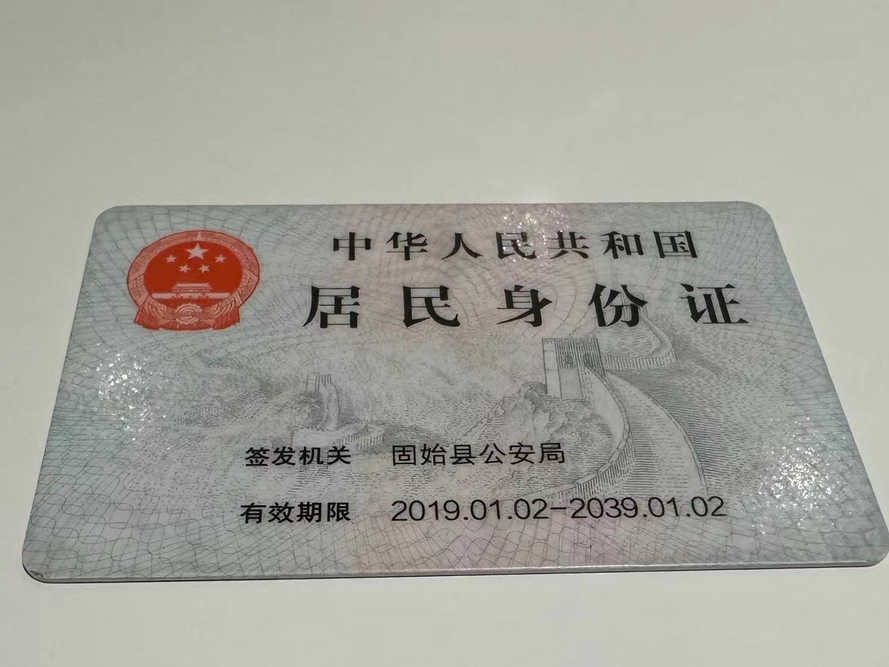 中华人民共和国
居民身份证
签发机关 固始县公安局
有效期限 2019.01.02-2039.01.02